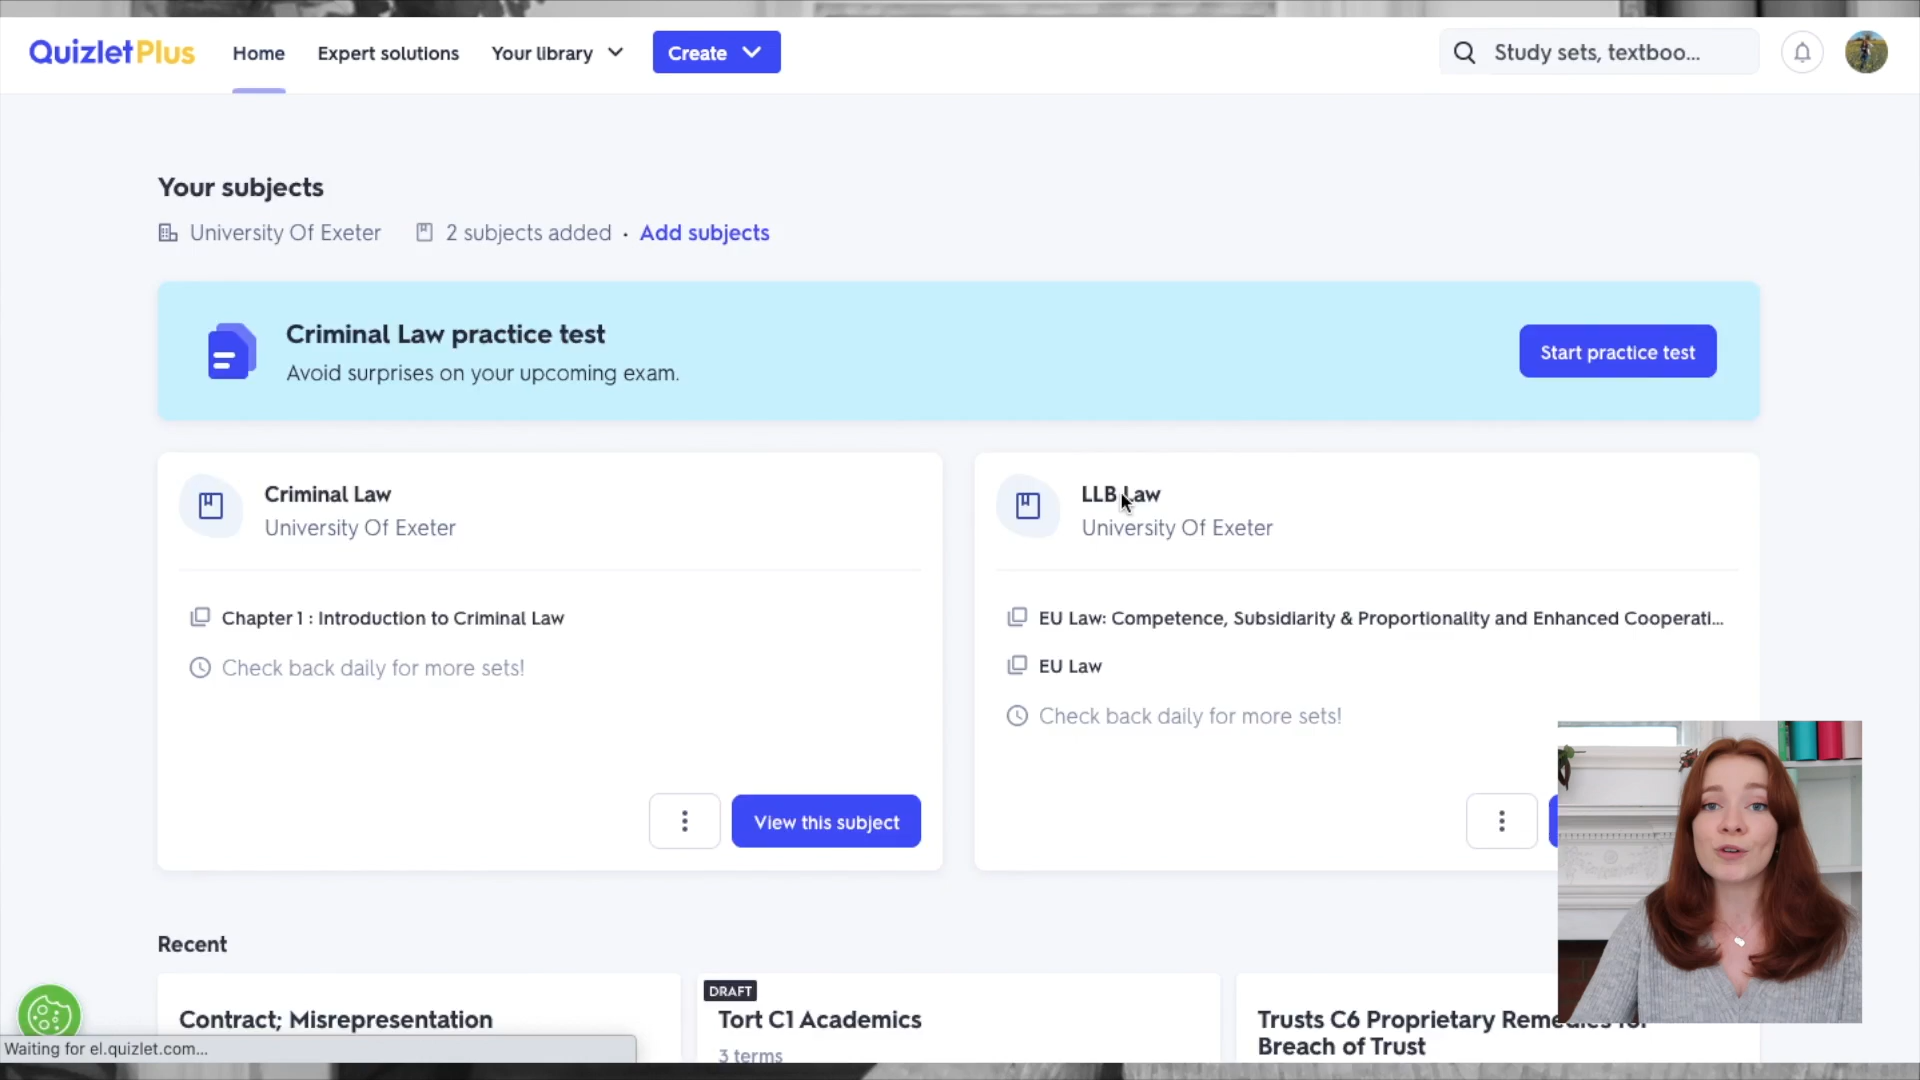 QuizletPlus Home Expert solutions Your library Create Study sets, textboo...
Your subjects
University Of Exeter 2 subjects added · Add subjects
Criminal Law practice test
Avoid surprises on your upcoming exam.
Start practice test
Criminal Law
University Of Exeter
Chapter 1 : Introduction to Criminal Law
Check back daily for more sets!
View this subject
LLB Law
University Of Exeter
EU Law: Competence, Subsidiarity & Proportionality and Enhanced Cooperati...
EU Law
Check back daily for more sets!
Recent
Contract; Misrepresentation
DRAFT
Tort C1 Academics
3 terms
Trusts C6 Proprietary Remedies for
Breach of Trust
Waiting for el.quizlet.com...